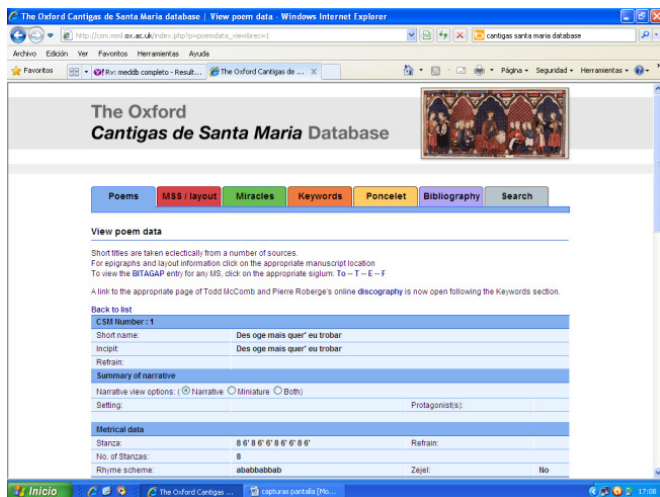 The Oxford Cantigas de Santa Maria database | View poem data - Windows Internet Explorer
http://csm.mml.ox.ac.uk/index.php?p=poemdata_view&rec=1
cantigas santa maria database
Archivo Edición Ver Favoritos Herramientas Ayuda
Favoritos
Rv: meddb completo - Result...
The Oxford Cantigas de ...
Página
Seguridad
Herramientas
The Oxford
Cantigas de Santa Maria Database
Poems MSS / layout Miracles Keywords Poncelet Bibliography Search
View poem data
Short titles are taken eclectically from a number of sources.
For epigraphs and layout information click on the appropriate manuscript location
To view the BITAGAP entry for any MS, click on the appropriate siglum: To -- T -- E -- F
A link to the appropriate page of Todd McComb and Pierre Roberge's online discography is now open following the Keywords section.
Back to list
CSM Number : 1
Short name: Des oge mais quer' eu trobar
Incipit: Des oge mais quer' eu trobar
Refrain:
Summary of narrative
Narrative view options: ( Narrative Miniature Both)
Setting: Protagonist(s):
Metrical data
Stanza: 8 6' 8 6' 6' 8 6' 6' 8 6' Refrain:
No. of Stanzas: 8
Rhyme scheme: ababbabbab Zejel: No
Inicio
The Oxford Cantigas ...
capturas pantalla [Mo...
17:08